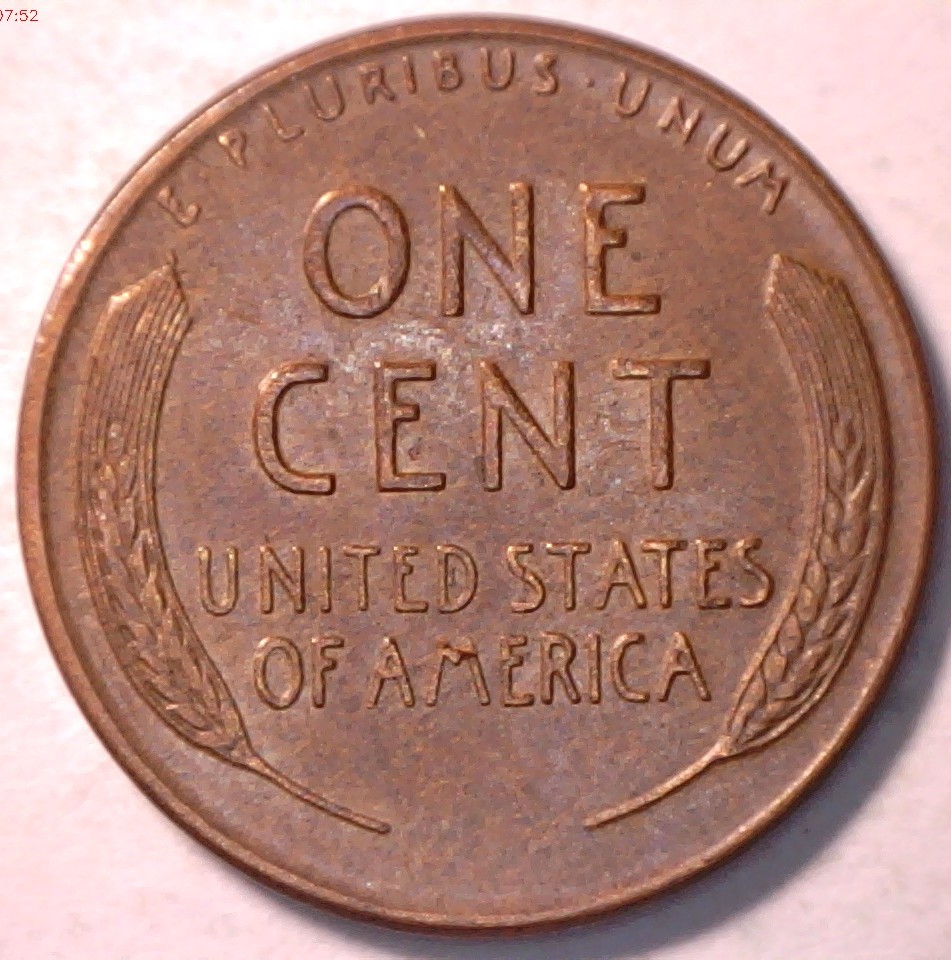 07:52
E · PLURIBUS · UNUM
ONE
CENT
UNITED STATES
OF AMERICA